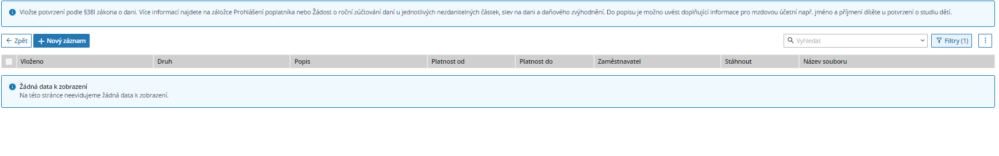 Vložte potvrzení podle §38l zákona o dani. Více informací najdete na záložce Prohlášení poplatníka nebo Žádost o roční zúčtování daní u jednotlivých nezdanitelných částek, slev na dani a daňového zvýhodnění. Do popisu je možno uvést doplňující informace pro mzdovou účetní např. jméno a příjmení dítěte u potvrzení o studiu dětí.
Zpět Nový záznam Vyhledat Filtry (1)
Vloženo Druh Popis Platnost od Platnost do Zaměstnavatel Stáhnout Název souboru
Žádná data k zobrazení
Na této stránce neevidujeme žádná data k zobrazení.